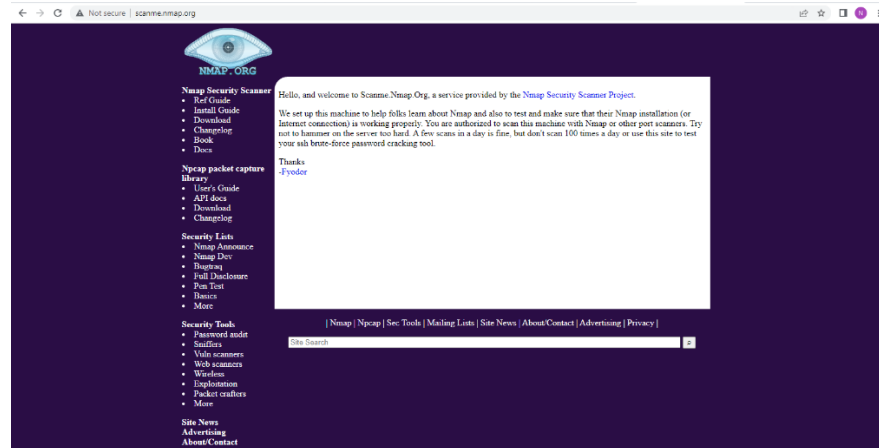 Not secure | scanme.nmap.org
N
NMAP.ORG
Nmap Security Scanner
• Ref Guide
• Install Guide
• Download
• Changelog
• Book
• Docs
Npcap packet capture
library
• User's Guide
• API docs
• Download
• Changelog
Security Lists
• Nmap Announce
• Nmap Dev
• Bugtraq
• Full Disclosure
• Pen Test
• Basics
• More
Security Tools
• Password audit
• Sniffers
• Vuln scanners
• Web scanners
• Wireless
• Exploitation
• Packet crafters
• More
Site News
Advertising
About/Contact
Hello, and welcome to Scanme.Nmap.Org, a service provided by the Nmap Security Scanner Project.
We set up this machine to help folks learn about Nmap and also to test and make sure that their Nmap installation (or
Internet connection) is working properly. You are authorized to scan this machine with Nmap or other port scanners. Try
not to hammer on the server too hard. A few scans in a day is fine, but don't scan 100 times a day or use this site to test
your ssh brute-force password cracking tool.
Thanks
-Fyodor
| Nmap | Npcap | Sec Tools | Mailing Lists | Site News | About/Contact | Advertising | Privacy |
Site Search